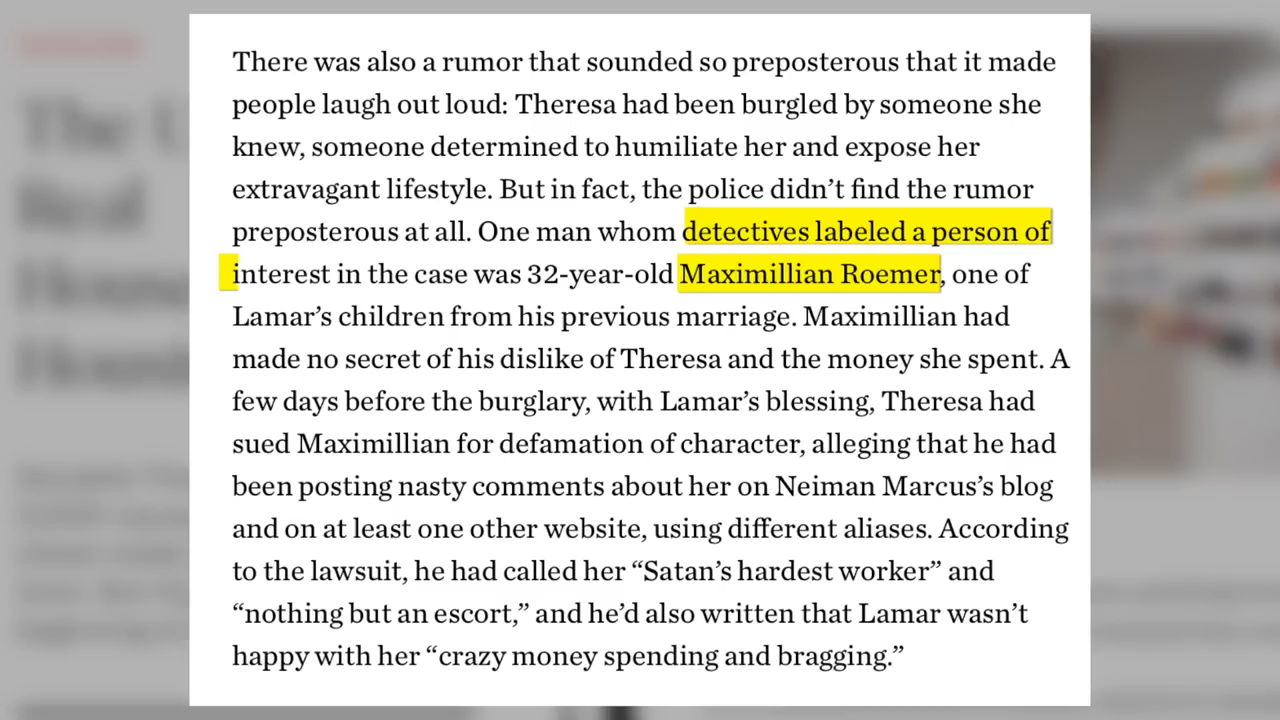 There was also a rumor that sounded so preposterous that it made
people laugh out loud: Theresa had been burgled by someone she
knew, someone determined to humiliate her and expose her
extravagant lifestyle. But in fact, the police didn’t find the rumor
preposterous at all. One man whom detectives labeled a person of
interest in the case was 32-year-old Maximillian Roemer, one of
Lamar’s children from his previous marriage. Maximillian had
made no secret of his dislike of Theresa and the money she spent. A
few days before the burglary, with Lamar’s blessing, Theresa had
sued Maximillian for defamation of character, alleging that he had
been posting nasty comments about her on Neiman Marcus’s blog
and on at least one other website, using different aliases. According
to the lawsuit, he had called her “Satan’s hardest worker” and
“nothing but an escort,” and he’d also written that Lamar wasn’t
happy with her “crazy money spending and bragging.”